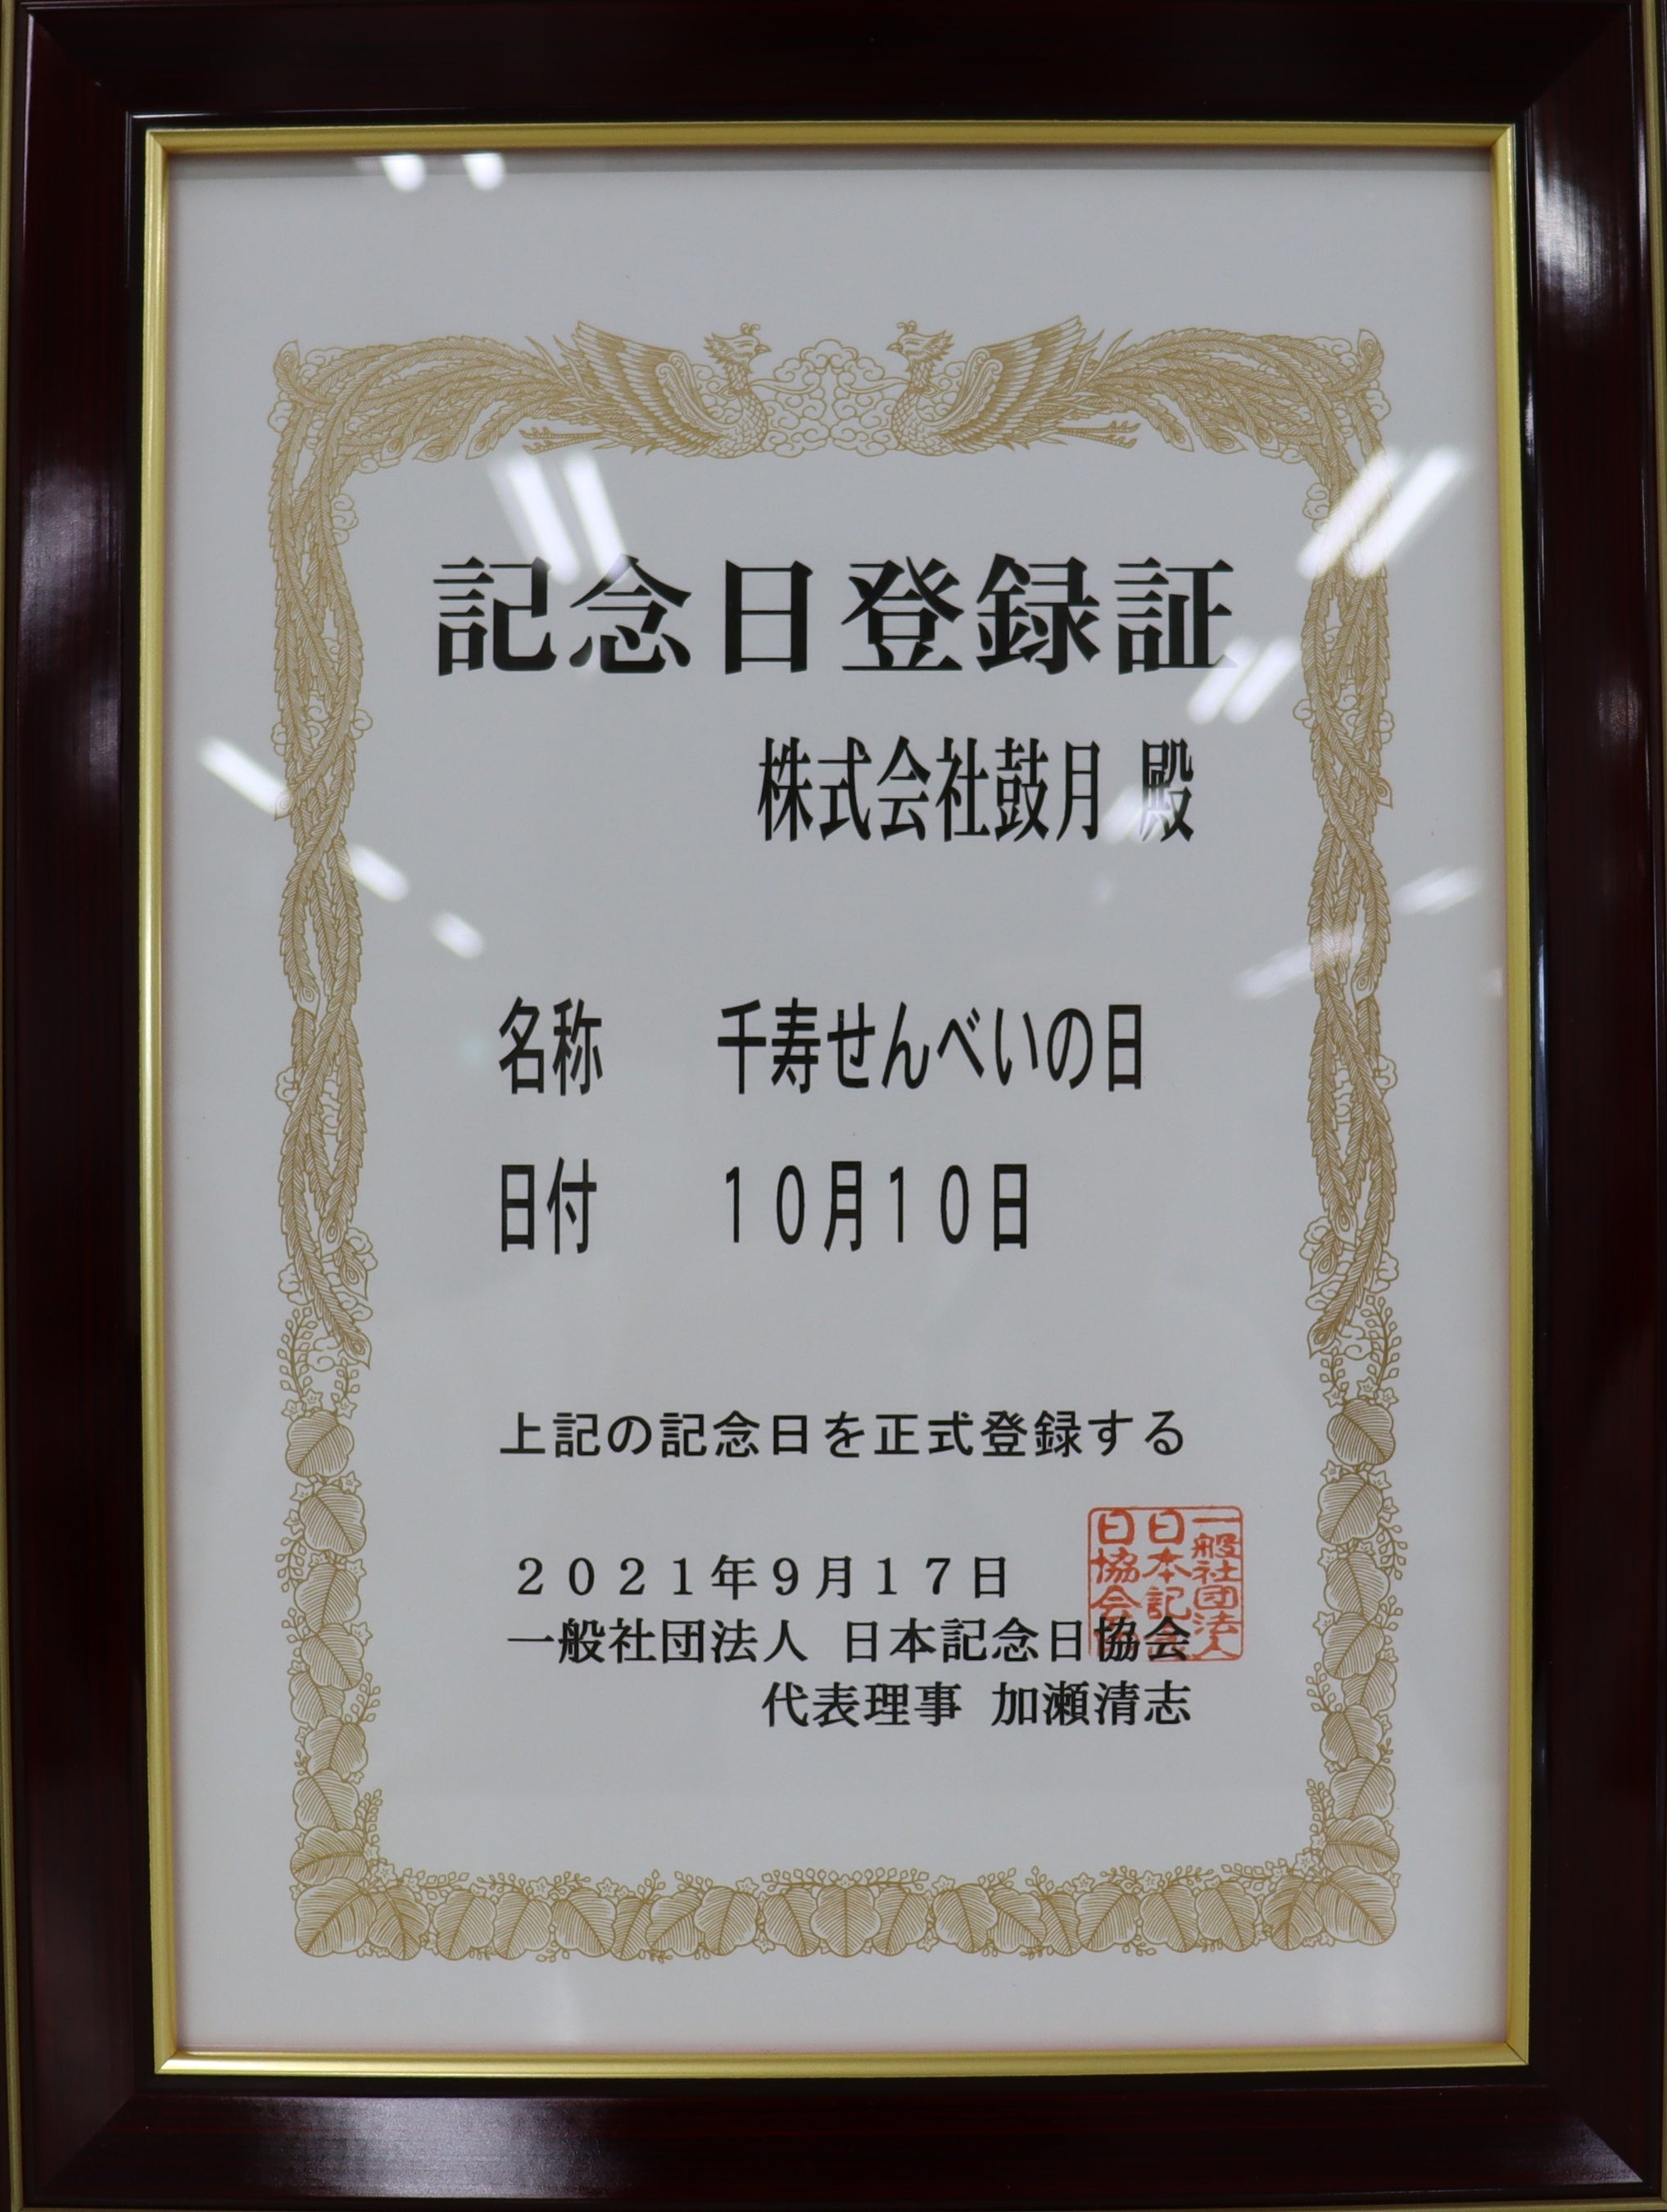 記念日登録証
株式会社鼓月 殿
名称 千寿せんべいの日
日付 10月10日
上記の記念日を正式登録する
2021年9月17日
一般社団法人 日本記念日協会
代表理事 加瀬清志
一般社団法人
日本記念
日協会